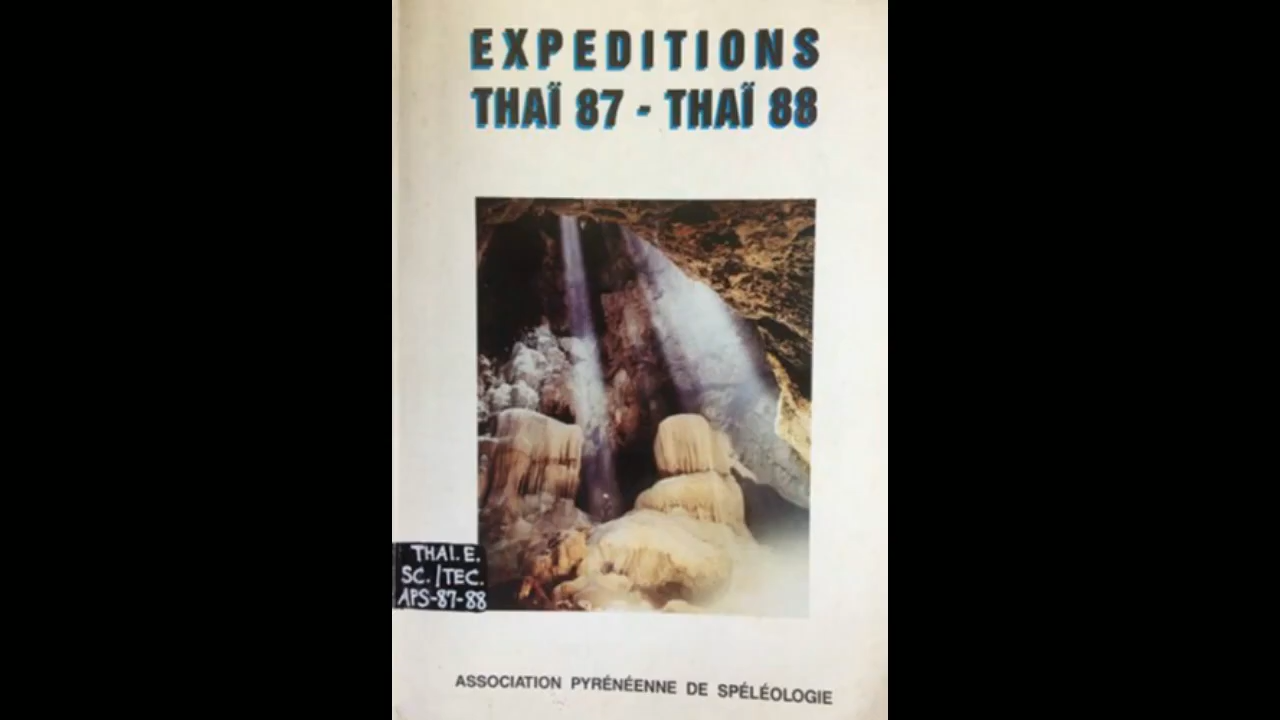 EXPEDITIONS
THAÏ 87 - THAÏ 88
THAI. E.
SC. / TEC.
APS-87-88
ASSOCIATION PYRÉNÉENNE DE SPÉLÉOLOGIE